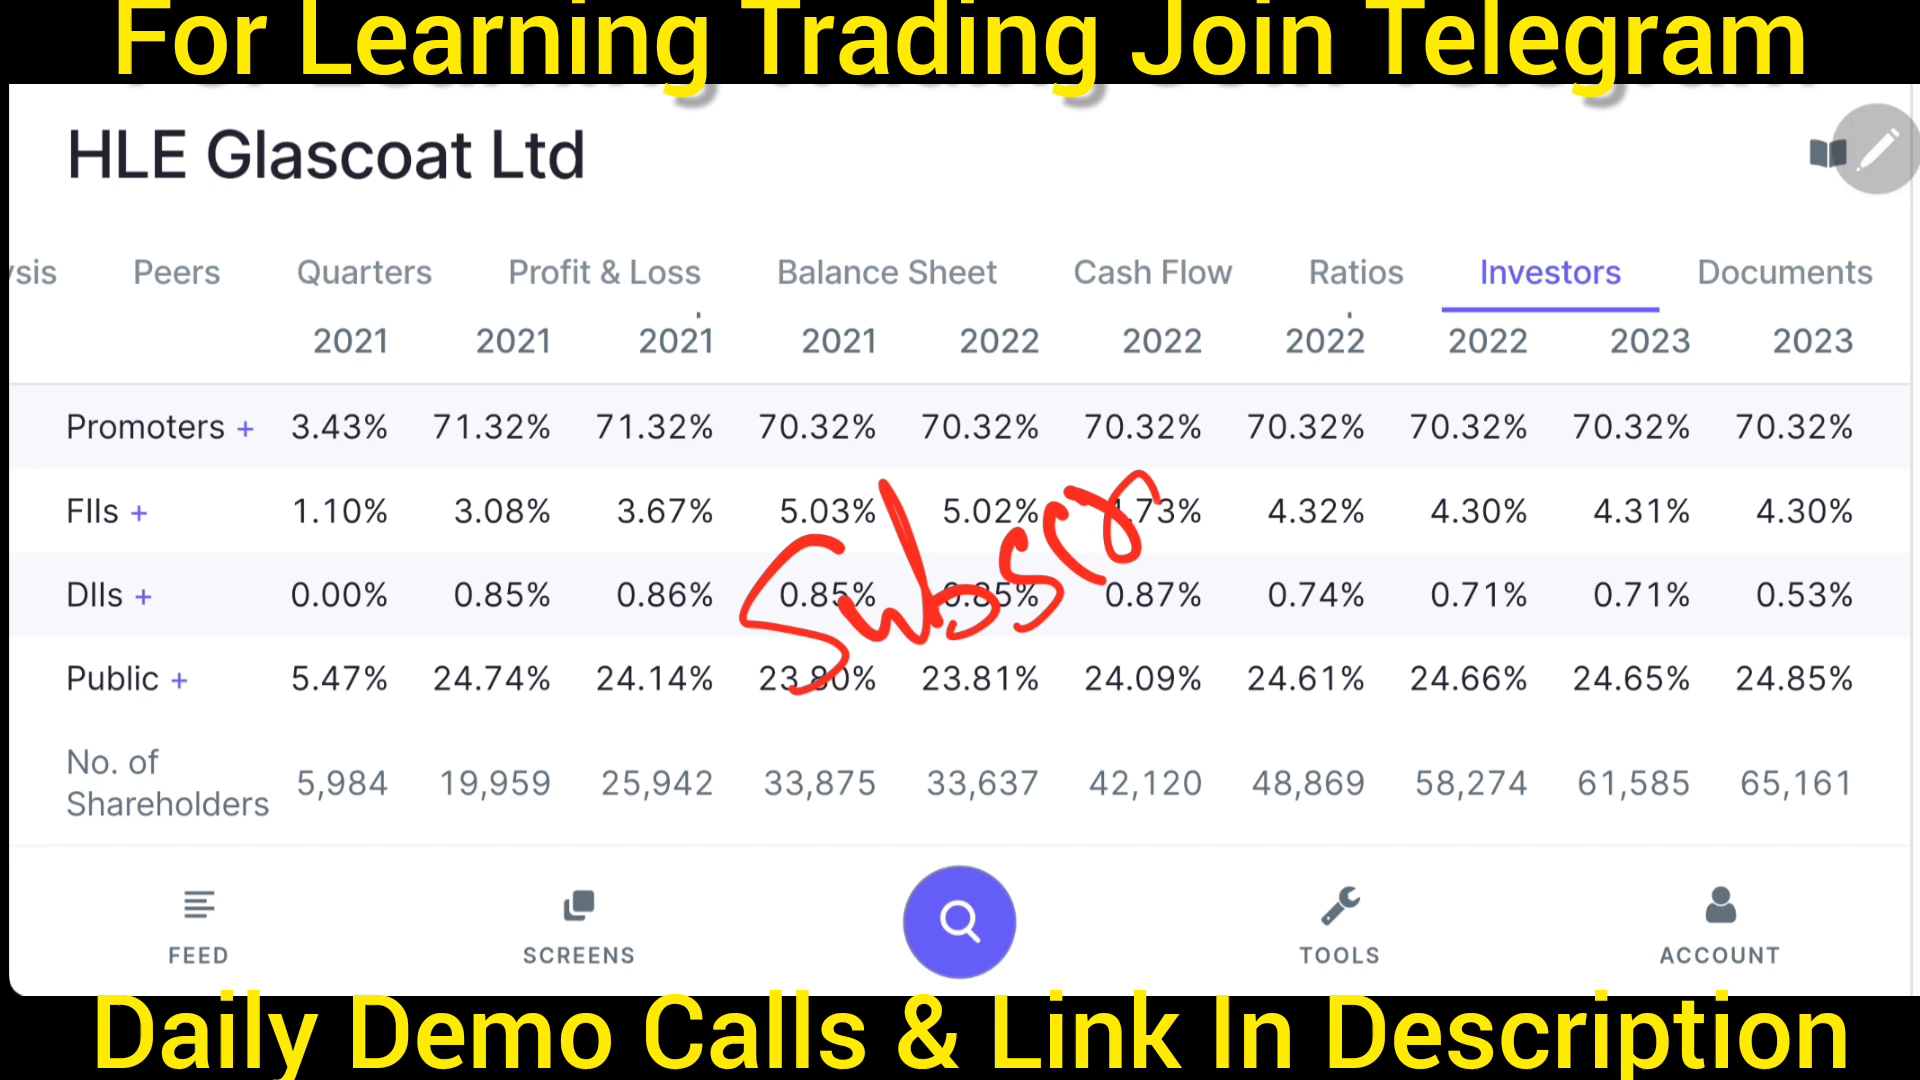 For Learning Trading Join Telegram
HLE Glascoat Ltd
ysis Peers Quarters Profit & Loss Balance Sheet Cash Flow Ratios Investors Documents
2021 2021 2021 2021 2022 2022 2022 2022 2023 2023
Promoters + 3.43% 71.32% 71.32% 70.32% 70.32% 70.32% 70.32% 70.32% 70.32% 70.32%
FIIs + 1.10% 3.08% 3.67% 5.03% 5.02% .73% 4.32% 4.30% 4.31% 4.30%
DIIs + 0.00% 0.85% 0.86% 0.85% 0.85% 0.87% 0.74% 0.71% 0.71% 0.53%
Public + 5.47% 24.74% 24.14% 23.80% 23.81% 24.09% 24.61% 24.66% 24.65% 24.85%
Subscr
No. of
Shareholders 5,984 19,959 25,942 33,875 33,637 42,120 48,869 58,274 61,585 65,161
FEED SCREENS TOOLS ACCOUNT
Daily Demo Calls & Link In Description